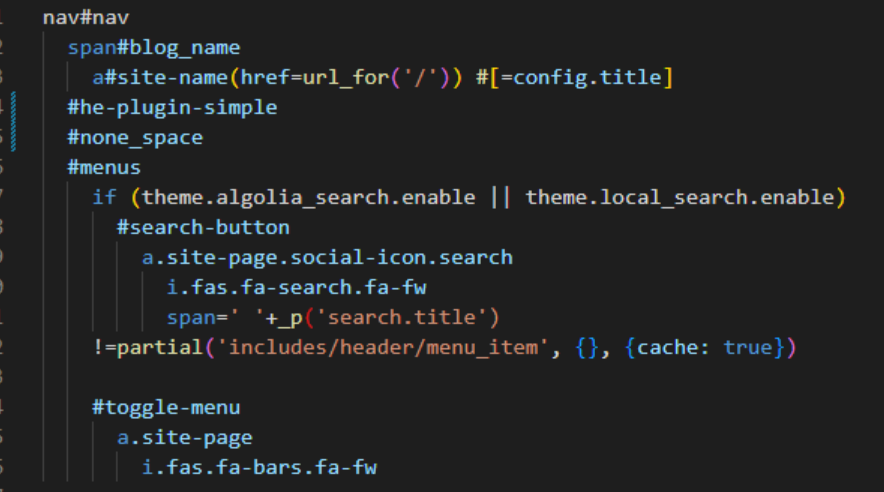 nav#nav
span#blog_name
a#site-name(href=url_for('/')) #[=config.title]
#he-plugin-simple
#none_space
#menus
if (theme.algolia_search.enable || theme.local_search.enable)
#search-button
a.site-page.social-icon.search
i.fas.fa-search.fa-fw
span=' '+_p('search.title')
!=partial('includes/header/menu_item', {}, {cache: true})
#toggle-menu
a.site-page
i.fas.fa-bars.fa-fw